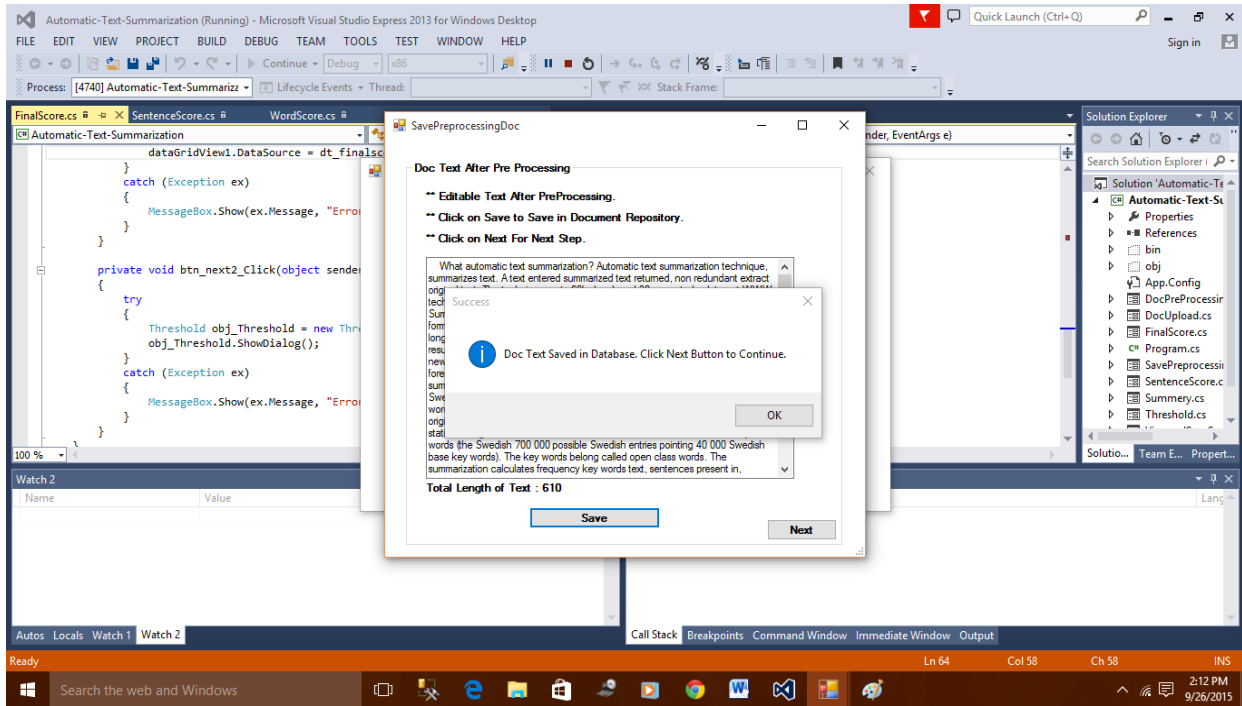 Automatic-Text-Summarization (Running) - Microsoft Visual Studio Express 2013 for Windows Desktop
Quick Launch (Ctrl+Q)
FILE EDIT VIEW PROJECT BUILD DEBUG TEAM TOOLS TEST WINDOW HELP
Sign in
Continue Debug x86
Process: [4740] Automatic-Text-Summariza Lifecycle Events Thread: Stack Frame:
FinalScore.cs SentenceScore.cs WordScore.cs
Automatic-Text-Summarization
nder, EventArgs e)
dataGridView1.DataSource = dt_finalsc
}
catch (Exception ex)
{
MessageBox.Show(ex.Message, "Erro
}
}
private void btn_next2_Click(object sende
{
try
{
Threshold obj_Threshold = new Thre
obj_Threshold.ShowDialog();
}
catch (Exception ex)
{
MessageBox.Show(ex.Message, "Erro
}
}
100 %
SavePreprocessingDoc
Doc Text After Pre Processing
** Editable Text After PreProcessing.
** Click on Save to Save in Document Repository.
** Click on Next For Next Step.
What automatic text summarization? Automatic text summarization technique,
summarizes text. A text entered summarized text returned, non redundant extract
words (the Swedish 700 000 possible Swedish entries pointing 40 000 Swedish
base key words). The key words belong called open class words. The
summarization calculates frequency key words text, sentences present in,
Total Length of Text : 610
Save
Next
Success
Doc Text Saved in Database. Click Next Button to Continue.
OK
Solution Explorer
Search Solution Explorer (
Solution 'Automatic-Te
Automatic-Text-Su
Properties
References
bin
obj
App.Config
DocPreProcessin
DocUpload.cs
FinalScore.cs
Program.cs
SavePreprocessin
SentenceScore.c
Summery.cs
Threshold.cs
Solutio... Team E... Propert...
Watch 2
Name Value
Lang
Autos Locals Watch 1 Watch 2
Call Stack Breakpoints Command Window Immediate Window Output
Ready
Ln 64 Col 58 Ch 58 INS
Search the web and Windows
2:12 PM
9/26/2015